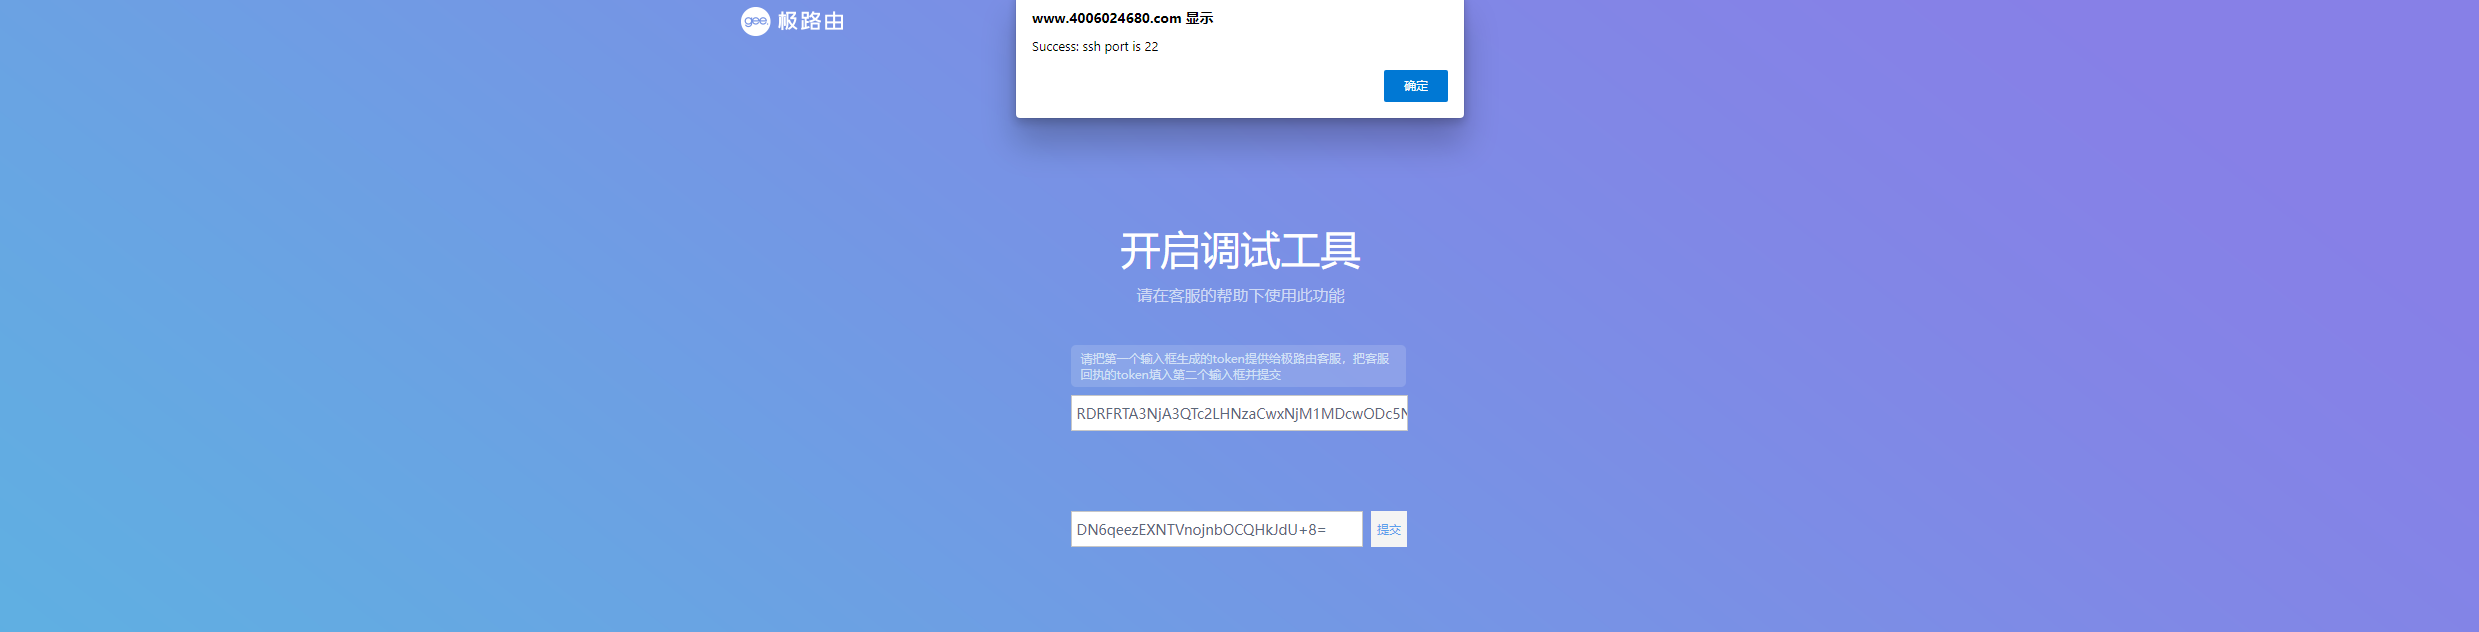 gee. 极路由
www.4006024680.com 显示
Success: ssh port is 22
确定
开启调试工具
请在客服的帮助下使用此功能
请把第一个输入框生成的token提供给极路由客服，把客服
回执的token填入第二个输入框并提交
RDRFRTA3NjA3QTc2LHNzaCwxNjM1MDcwODc5N
DN6qeezEXNTVnojnbOCQHkJdU+8=
提交